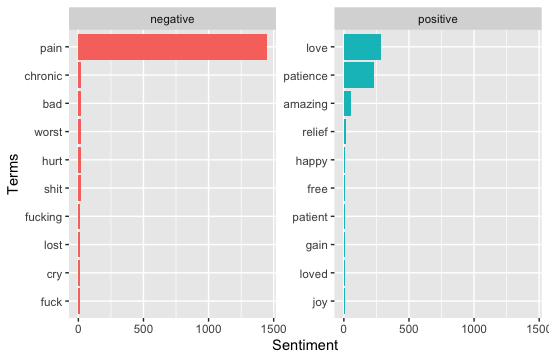 negative
positive
Terms
pain
chronic
bad
worst
hurt
shit
fucking
lost
cry
fuck
love
patience
amazing
relief
happy
free
patient
gain
loved
joy
0 500 1000 1500
0 500 1000 1500
Sentiment